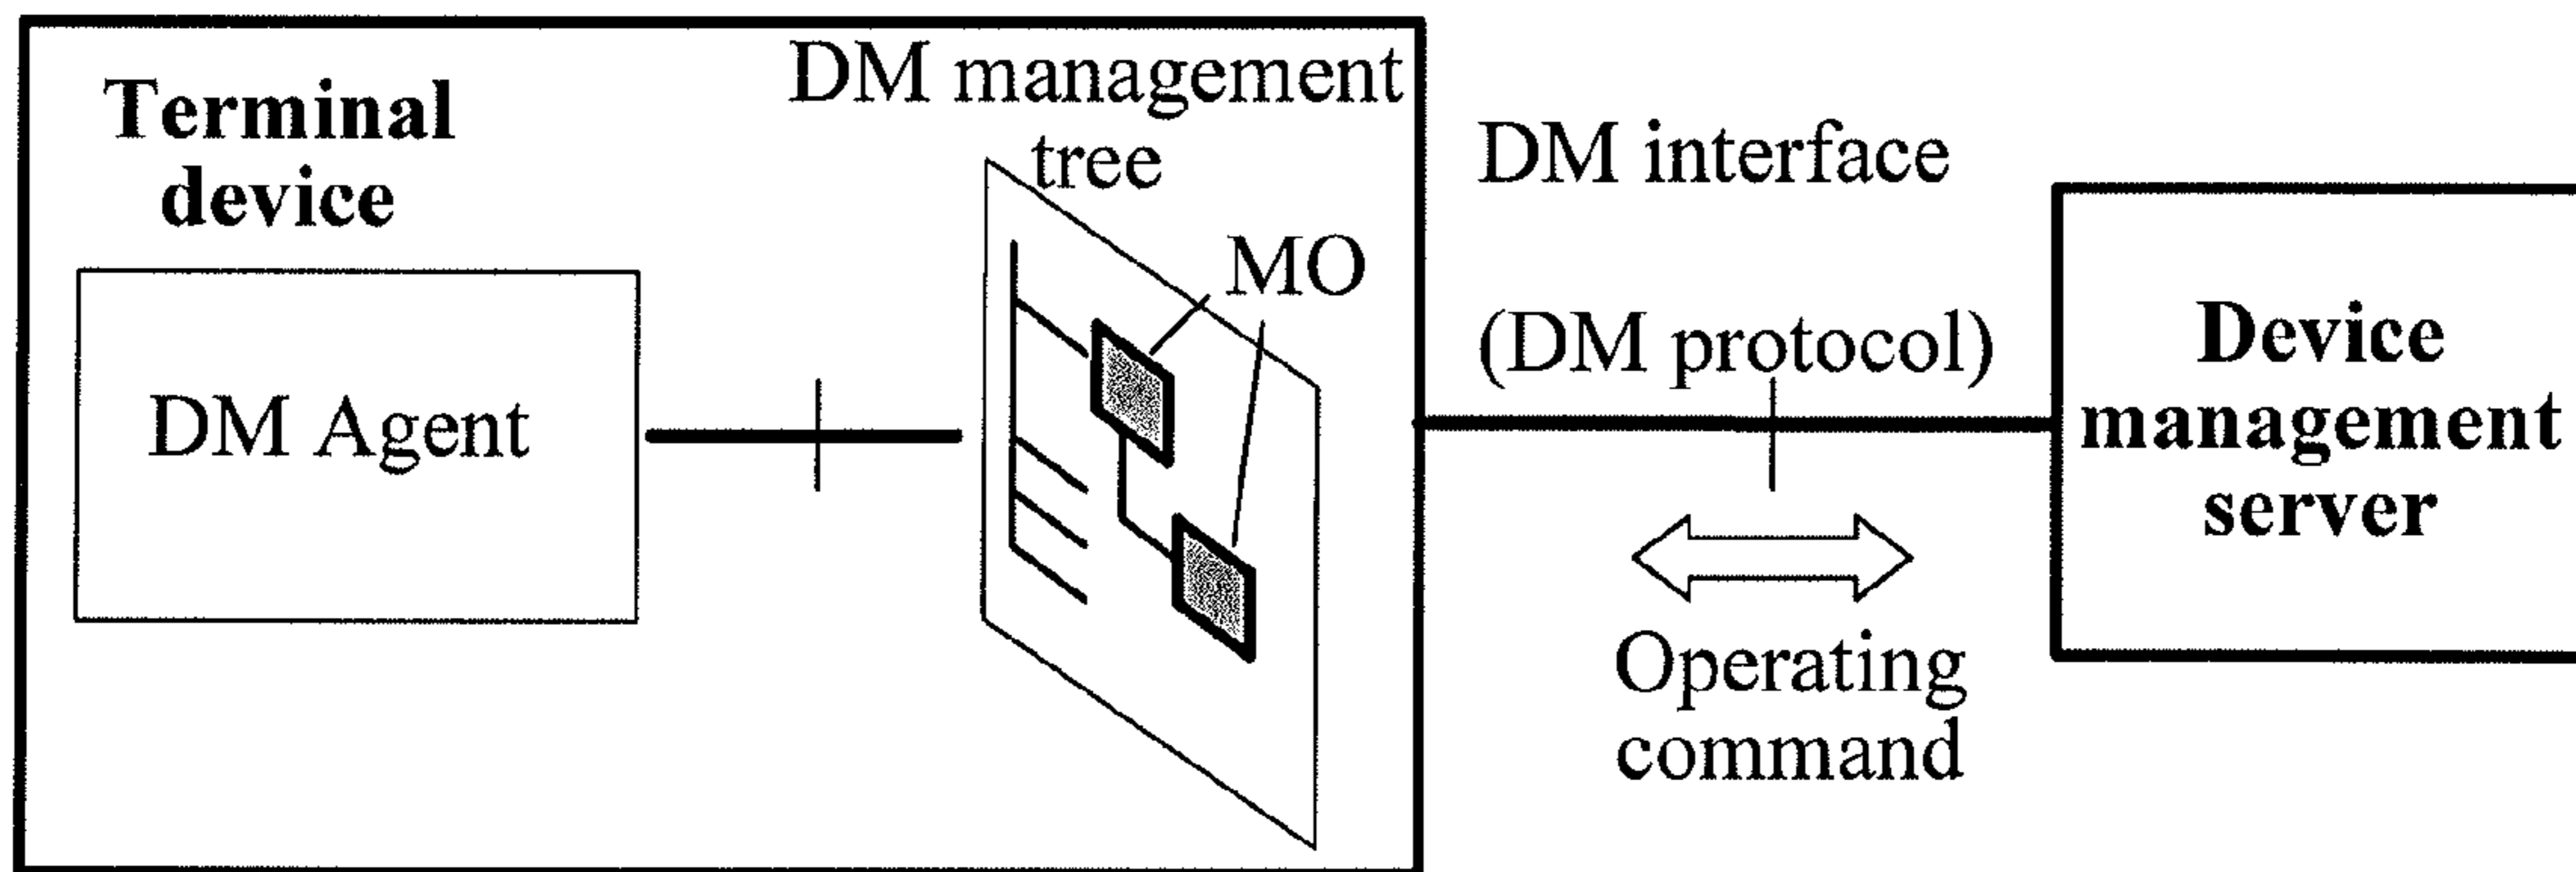 Terminal
device
DM Agent
DM management
tree
MO
DM interface
(DM protocol)
Operating
command
Device
management
server